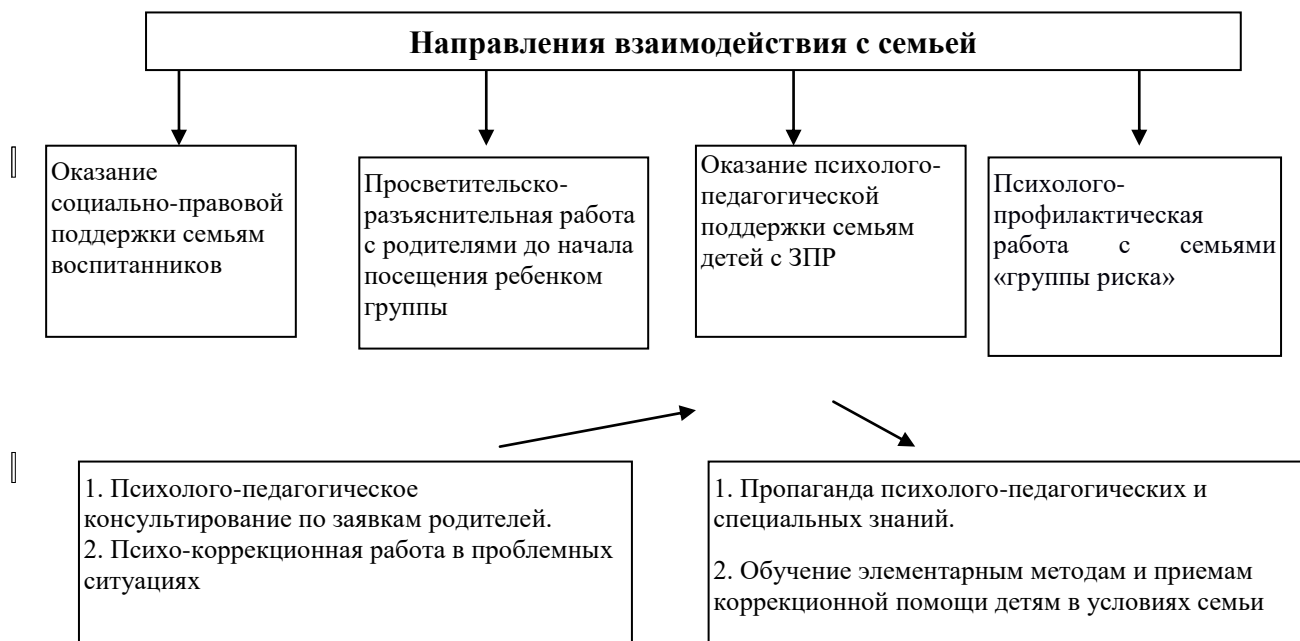 Направления взаимодействия с семьей
Оказание
социально-правовой
поддержки семьям
воспитанников
Просветительско-
разъяснительная работа
с родителями до начала
посещения ребенком
группы
Оказание психолого-
педагогической
поддержки семьям
детей с ЗПР
Психолого-
профилактическая
работа с семьями
«группы риска»
1. Психолого-педагогическое
консультирование по заявкам родителей.
2. Психо-коррекционная работа в проблемных
ситуациях
1. Пропаганда психолого-педагогических и
специальных знаний.
2. Обучение элементарным методам и приемам
коррекционной помощи детям в условиях семьи